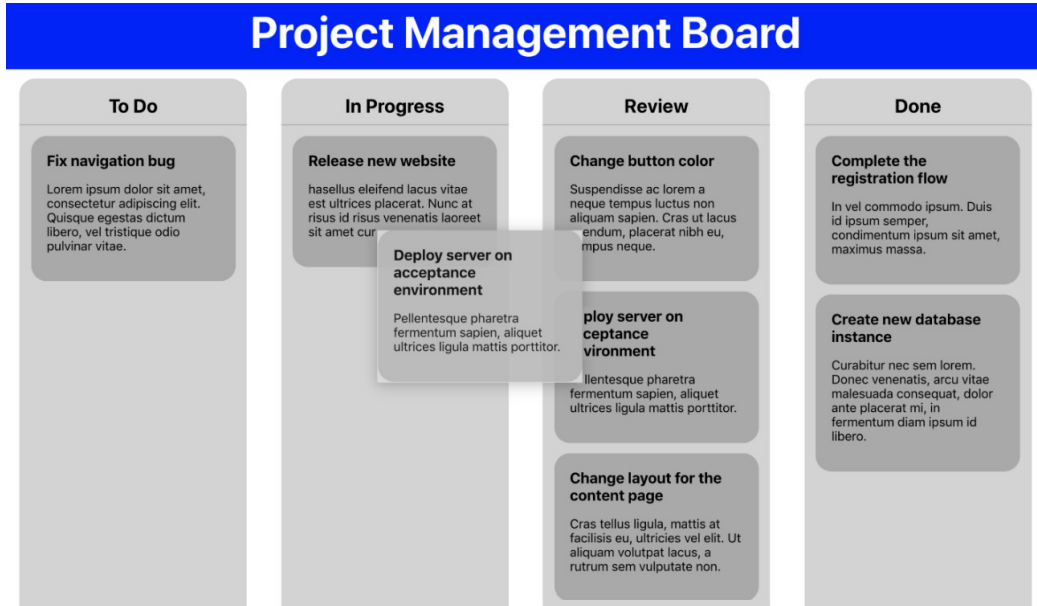 Project Management Board
To Do
Fix navigation bug
Lorem ipsum dolor sit amet,
consectetur adipiscing elit.
Quisque egestas dictum
libero, vel tristique odio
pulvinar vitae.
In Progress
Release new website
hasellus eleifend lacus vitae
est ultrices placerat. Nunc at
risus id risus venenatis laoreet
sit amet
Deploy server on
acceptance
environment
Pellentesque pharetra
fermentum sapien, aliquet
ultrices ligula mattis porttitor.
Review
Change button color
Suspendisse ac lorem a
neque tempus luctus non
aliquam sapien. Cras ut lacus
placerat nibh eu,
neque.
server on
fermentum sapien, aliquet
pharetra
ultrices ligula mattis porttitor.
Change layout for the
content page
Cras tellus ligula, mattis at
facilisis eu, ultricies vel elit. Ut
aliquam volutpat lacus, a
rutrum sem vulputate non.
Done
Complete the
registration flow
In vel commodo ipsum. Duis
id ipsum semper,
condimentum ipsum sit amet,
maximus massa.
Create new database
instance
Curabitur nec sem lorem.
Donec venenatis, arcu vitae
malesuada consequat, dolor
ante placerat mi, in
fermentum diam ipsum id
libero.